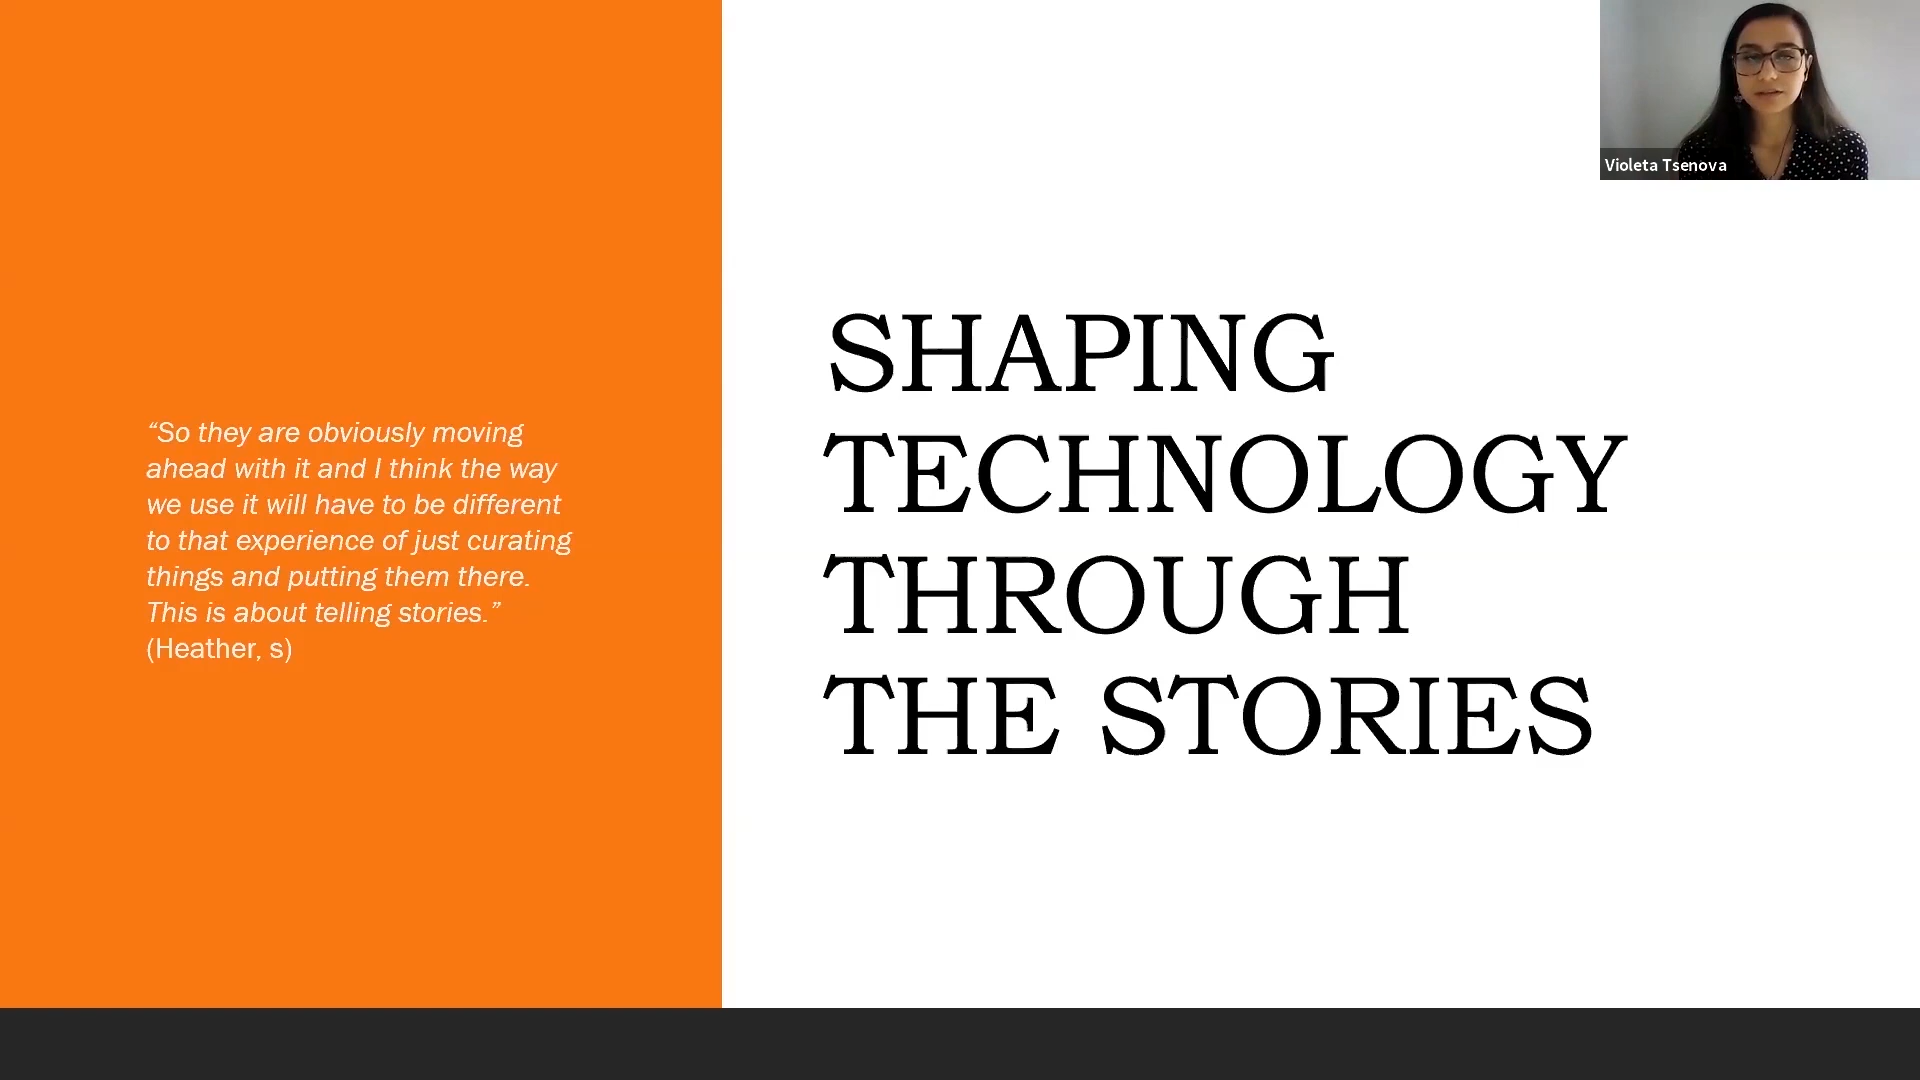 “So they are obviously moving
ahead with it and I think the way
we use it will have to be different
to that experience of just curating
things and putting them there.
This is about telling stories.”
(Heather, s)
SHAPING
TECHNOLOGY
THROUGH
THE STORIES
Violeta Tsenova